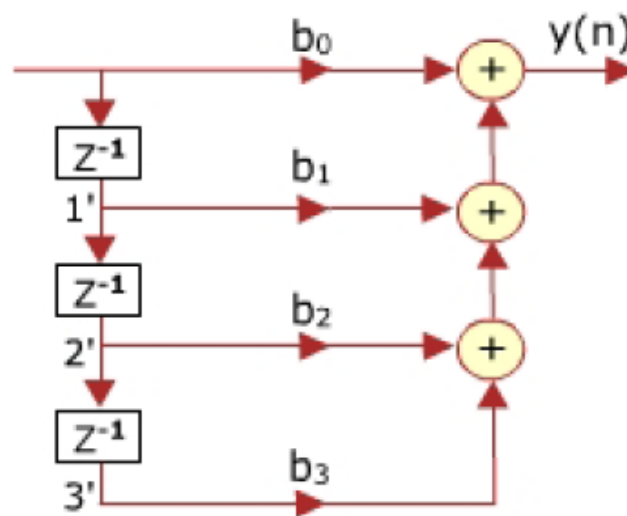 b₀ + y(n)
Z⁻¹
1' b₁ +
Z⁻¹
2' b₂ +
Z⁻¹
3' b₃